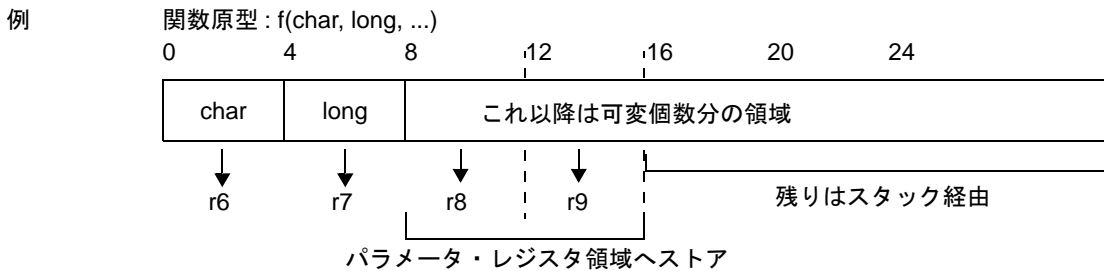 例 関数原型 : f(char, long, ...)
0 4 8 12 16 20 24
char long これ以降は可変個数分の領域
r6 r7 r8 r9 残りはスタック経由
パラメータ・レジスタ領域へストア